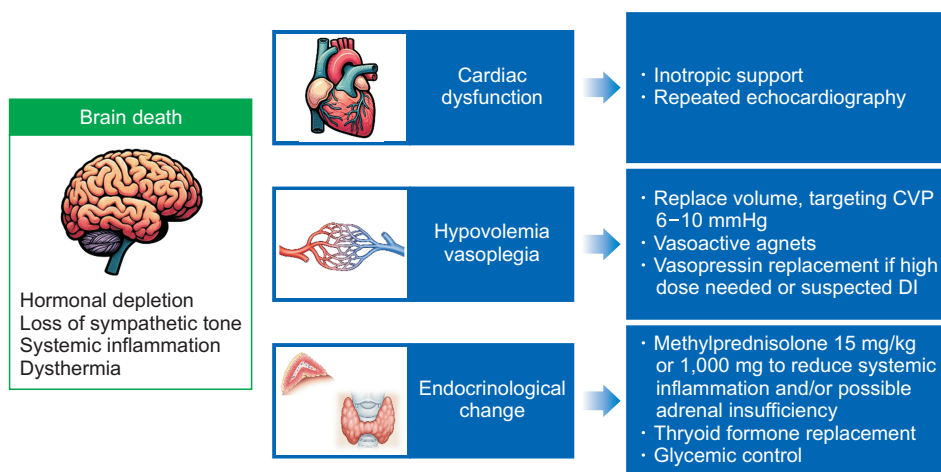 Brain death
Hormonal depletion
Loss of sympathetic tone
Systemic inflammation
Dysthermia
Cardiac
dysfunction
· Inotropic support
· Repeated echocardiography
Hypovolemia
vasoplegia
· Replace volume, targeting CVP
6−10 mmHg
· Vasoactive agnets
· Vasopressin replacement if high
dose needed or suspected DI
Endocrinological
change
· Methylprednisolone 15 mg/kg
or 1,000 mg to reduce systemic
inflammation and/or possible
adrenal insufficiency
· Thryoid formone replacement
· Glycemic control